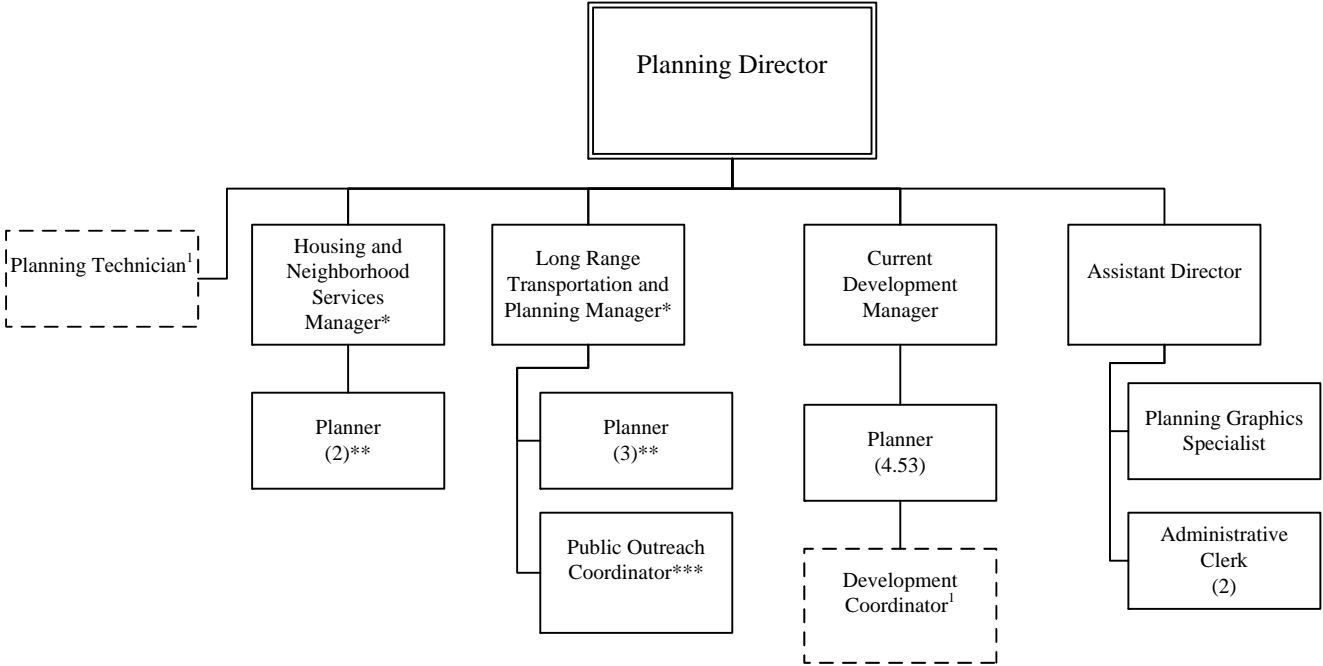 Planning Director
Planning Technician¹
Housing and
Neighborhood
Services
Manager*
Long Range
Transportation and
Planning Manager*
Current
Development
Manager
Assistant Director
Planner
(2)**
Planner
(3)**
Public Outreach
Coordinator***
Planner
(4.53)
Development
Coordinator¹
Planning Graphics
Specialist
Administrative
Clerk
(2)